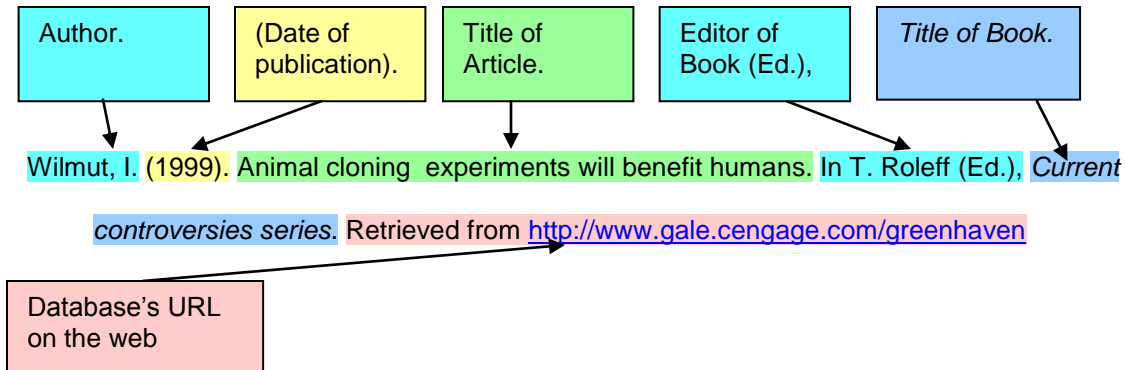 Author.
(Date of
publication).
Title of
Article.
Editor of
Book (Ed.),
Title of Book.
Wilmut, I. (1999). Animal cloning  experiments will benefit humans. In T. Roleff (Ed.), Current
controversies series. Retrieved from http://www.gale.cengage.com/greenhaven
Database’s URL
on the web